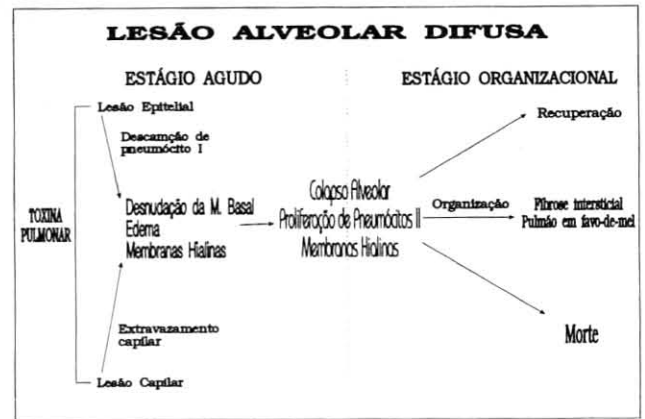 LESÃO ALVEOLAR DIFUSA
ESTÁGIO AGUDO
ESTÁGIO ORGANIZACIONAL
Lesão Epitelial
Descamção de
pneumócito I
TOXINA
PULMONAR
Desnudação da M. Basal
Edema
Membranas Hialinas
Extravazamento
capilar
Lesão Capilar
Colapso Alveolar
Proliferação de Pneumócitos II
Membranas Hialinas
Organização
Recuperação
Fibrose intersticial
Pulmão em favo-de-mel
Morte